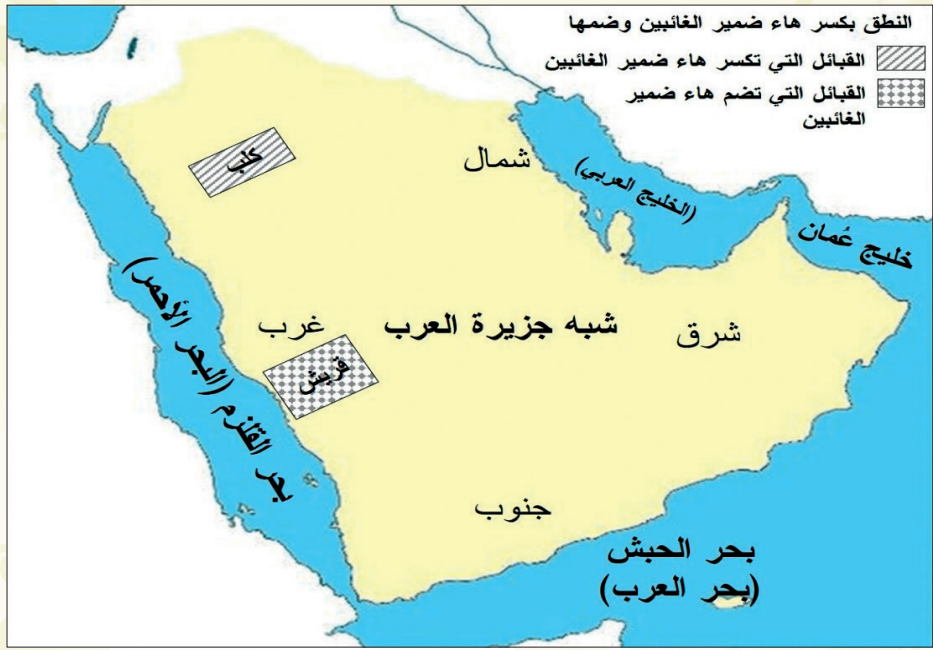 النطق بكسر هاء ضمير الغائبين وضمها
القبائل التي تكسر هاء ضمير الغائبين
القبائل التي تضم هاء ضمير
الغائبين
كلب
شمال
(الخليج العربي)
خليج عُمان
غرب
شبه جزيرة العرب
شرق
قريش
بحر القلزم (البحر الأحمر)
جنوب
بحر الحبش
(بحر العرب)